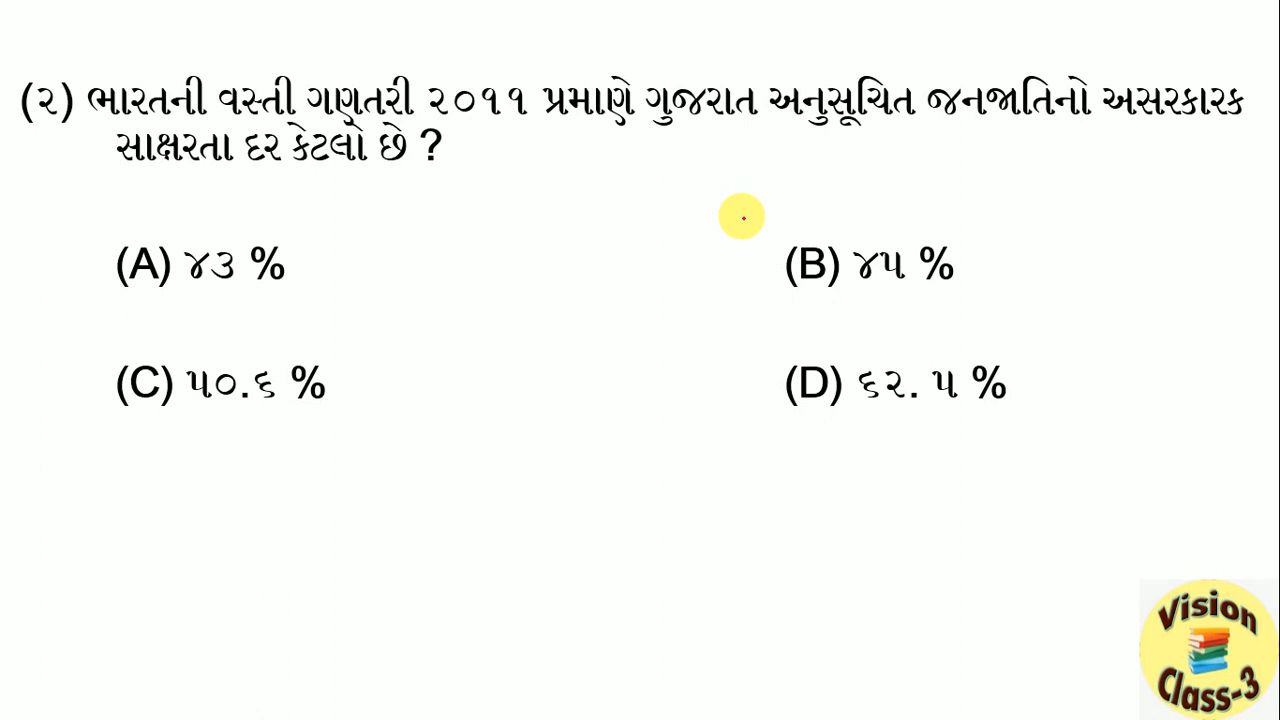 (૨) ભારતની વસ્તી ગણતરી ૨૦૧૧ પ્રમાણે ગુજરાત અનુસૂચિત જનજાતિનો અસરકારક
સાક્ષરતા દર કેટલો છે ?
(A) ૪૩ %
(B) ૪૫ %
(C) ૫૦.૬ %
(D) ૬૨. ૫ %
Vision
Class-3